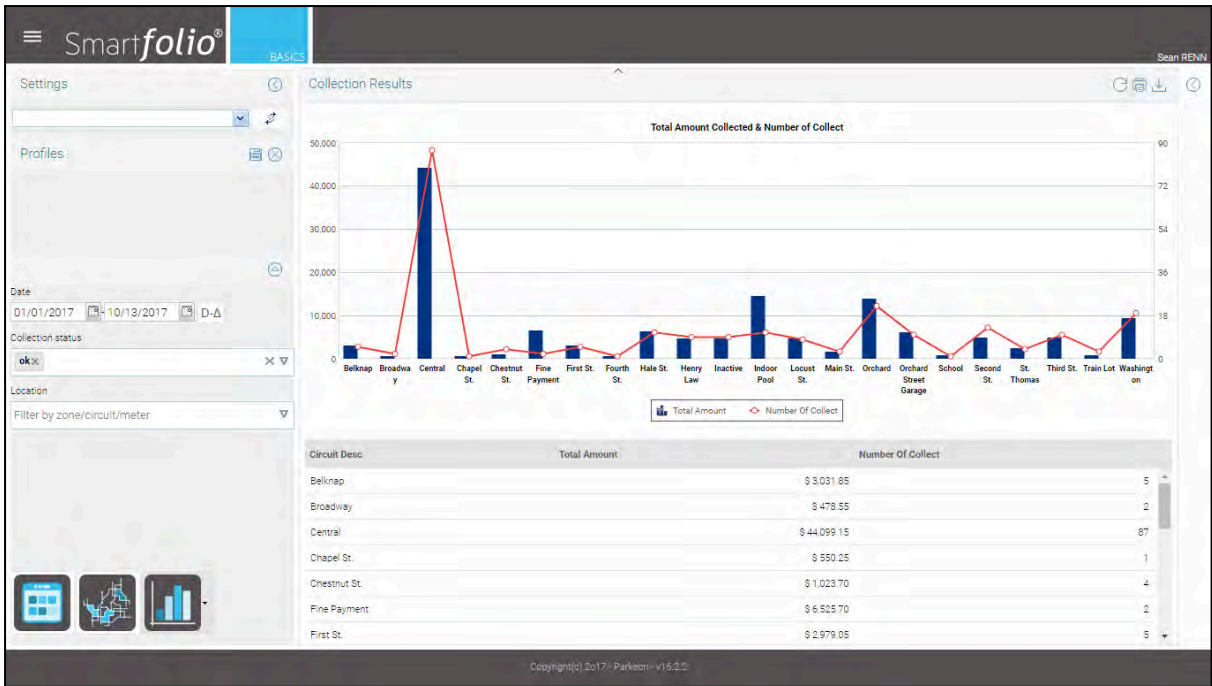 Smartfolio®
BASICS
Sean RENN
Settings
Collection Results
Profiles :
Total Amount Collected & Number of Collect
50,000
90
40,000
72
30,000
54
20,000
36
10,000
18
0
0
Belknap Broadwa Central Chapel Chestnut Fine First St. Fourth Hale St. Henry Inactive Indoor Locust Main St. Orchard Orchard School Second St. Third St. Train Lot Washingt
y St. St. Payment St. Law Pool St. Street St. Thomas on
Garage
Total Amount Number Of Collect
Date
01/01/2017 - 10/13/2017 D-Δ
Collection status
ok ×
Location
Filter by zone/circuit/meter
Circuit Desc Total Amount Number Of Collect
Belknap $ 3,031.85 5
Broadway $ 478.55 2
Central $ 44,099.15 87
Chapel St. $ 550.25 1
Chestnut St. $ 1,023.70 4
Fine Payment $ 6,525.70 2
First St. $ 2,979.05 5
Copyright(c) 2o17 - Parkeon - v16.2.2